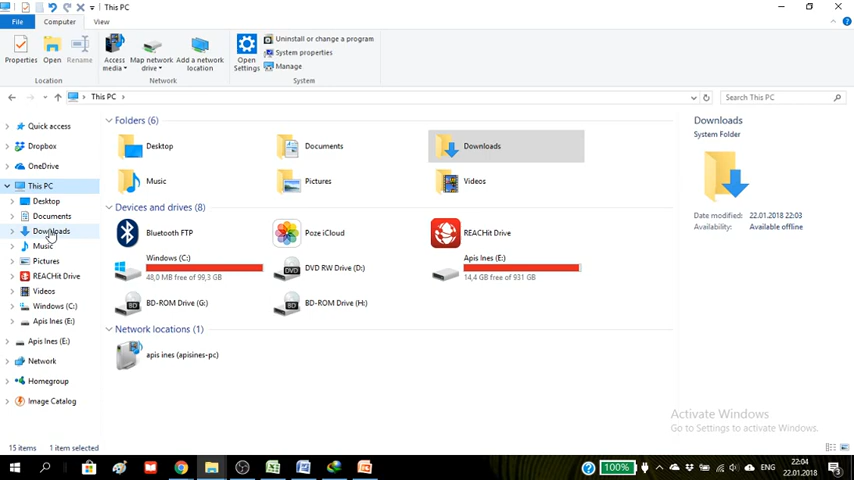 This PC
File Computer View
Properties Open Rename Access media Map network drive Add a network location Open Settings Uninstall or change a program System properties Manage
Location Network System
This PC Search This PC
Quick access
Dropbox
OneDrive
This PC
Desktop
Documents
Downloads
Music
Pictures
REACHit Drive
Videos
Windows (C:)
Apis Ines (E:)
Apis Ines (E:)
Network
Homegroup
Image Catalog
Folders (6)
Desktop Documents Downloads
Music Pictures Videos
Devices and drives (8)
Bluetooth FTP Poze iCloud REACHit Drive
Windows (C:)
48,0 MB free of 99,3 GB
DVD RW Drive (D:)
Apis Ines (E:)
14,4 GB free of 931 GB
BD-ROM Drive (G:) BD-ROM Drive (H:)
Network locations (1)
apis ines (apisines-pc)
Downloads
System Folder
Date modified: 22.01.2018 22:03
Availability: Available offline
Activate Windows
Go to Settings to activate Windows.
15 items 1 item selected
100% ENG 22:04
22.01.2018
3